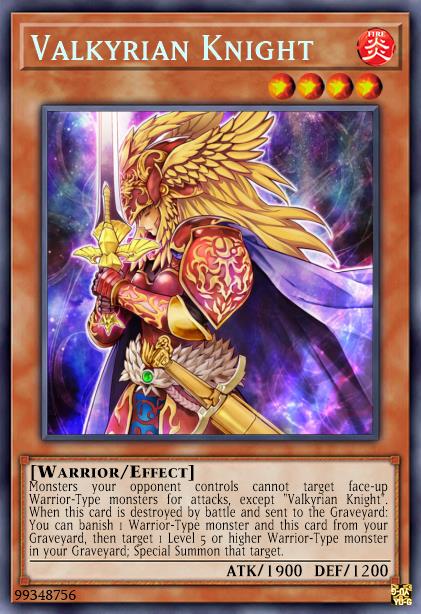 Valkyrian Knight
FIRE
炎
[Warrior/Effect]
Monsters your opponent controls cannot target face-up
Warrior-Type monsters for attacks, except "Valkyrian Knight".
When this card is destroyed by battle and sent to the Graveyard:
You can banish 1 Warrior-Type monster and this card from your
Graveyard, then target 1 Level 5 or higher Warrior-Type monster
in your Graveyard; Special Summon that target.
ATK/1900 DEF/1200
99348756